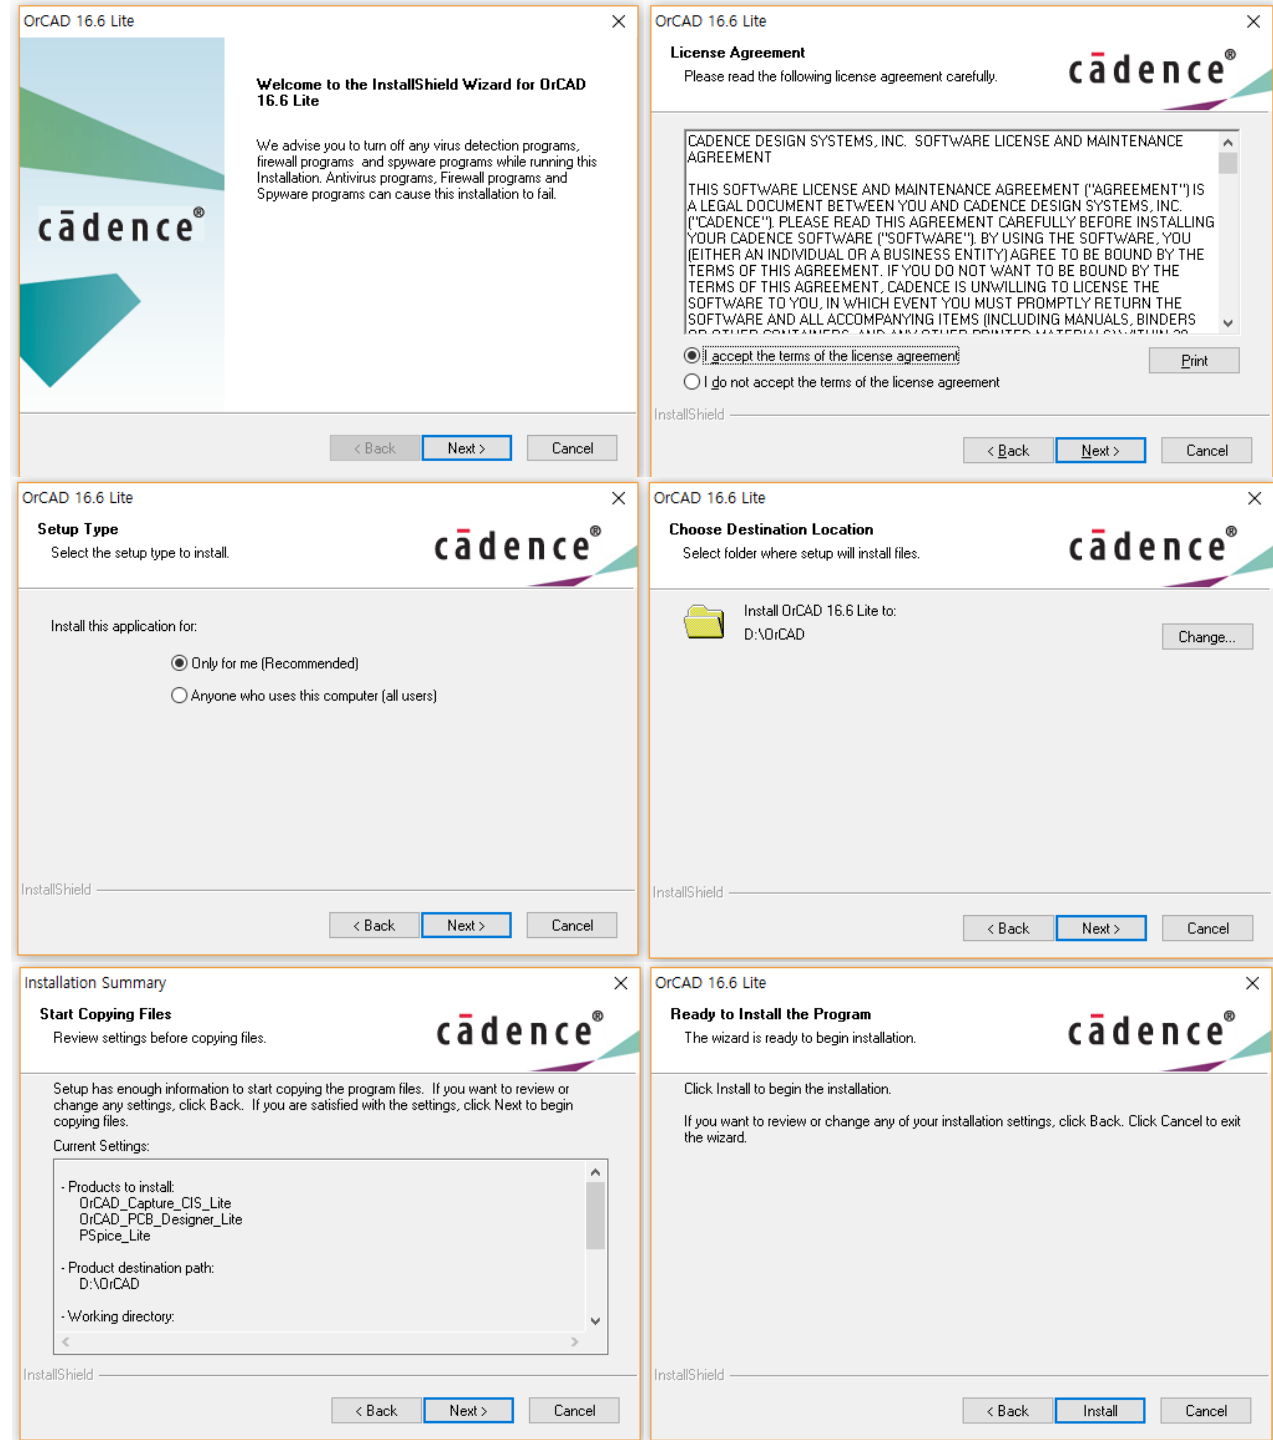 OrCAD 16.6 Lite
cādence®
Welcome to the InstallShield Wizard for OrCAD
16.6 Lite
We advise you to turn off any virus detection programs,
firewall programs and spyware programs while running this
Installation. Antivirus programs, Firewall programs and
Spyware programs can cause this installation to fail.
< Back
Next >
Cancel
OrCAD 16.6 Lite
License Agreement
Please read the following license agreement carefully.
cādence®
CADENCE DESIGN SYSTEMS, INC. SOFTWARE LICENSE AND MAINTENANCE
AGREEMENT
THIS SOFTWARE LICENSE AND MAINTENANCE AGREEMENT ("AGREEMENT") IS
A LEGAL DOCUMENT BETWEEN YOU AND CADENCE DESIGN SYSTEMS, INC.
("CADENCE"). PLEASE READ THIS AGREEMENT CAREFULLY BEFORE INSTALLING
YOUR CADENCE SOFTWARE ("SOFTWARE"). BY USING THE SOFTWARE, YOU
(EITHER AN INDIVIDUAL OR A BUSINESS ENTITY) AGREE TO BE BOUND BY THE
TERMS OF THIS AGREEMENT. IF YOU DO NOT WANT TO BE BOUND BY THE
TERMS OF THIS AGREEMENT, CADENCE IS UNWILLING TO LICENSE THE
SOFTWARE TO YOU, IN WHICH EVENT YOU MUST PROMPTLY RETURN THE
SOFTWARE AND ALL ACCOMPANYING ITEMS (INCLUDING MANUALS, BINDERS
OR OTHER CONTAINERS, AND ANY OTHER PRINTED MATERIALS) WITHIN 30
I accept the terms of the license agreement
Print
I do not accept the terms of the license agreement
InstallShield
< Back
Next >
Cancel
OrCAD 16.6 Lite
Setup Type
Select the setup type to install.
cādence®
Install this application for:
Only for me (Recommended)
Anyone who uses this computer (all users)
InstallShield
< Back
Next >
Cancel
OrCAD 16.6 Lite
Choose Destination Location
Select folder where setup will install files.
cādence®
Install OrCAD 16.6 Lite to:
D:\OrCAD
Change...
InstallShield
< Back
Next >
Cancel
Installation Summary
Start Copying Files
Review settings before copying files.
cādence®
Setup has enough information to start copying the program files. If you want to review or
change any settings, click Back. If you are satisfied with the settings, click Next to begin
copying files.
Current Settings:
- Products to install:
OrCAD_Capture_CIS_Lite
OrCAD_PCB_Designer_Lite
PSpice_Lite
- Product destination path:
D:\OrCAD
- Working directory:
InstallShield
< Back
Next >
Cancel
OrCAD 16.6 Lite
Ready to Install the Program
The wizard is ready to begin installation.
cādence®
Click Install to begin the installation.
If you want to review or change any of your installation settings, click Back. Click Cancel to exit
the wizard.
InstallShield
< Back
Install
Cancel